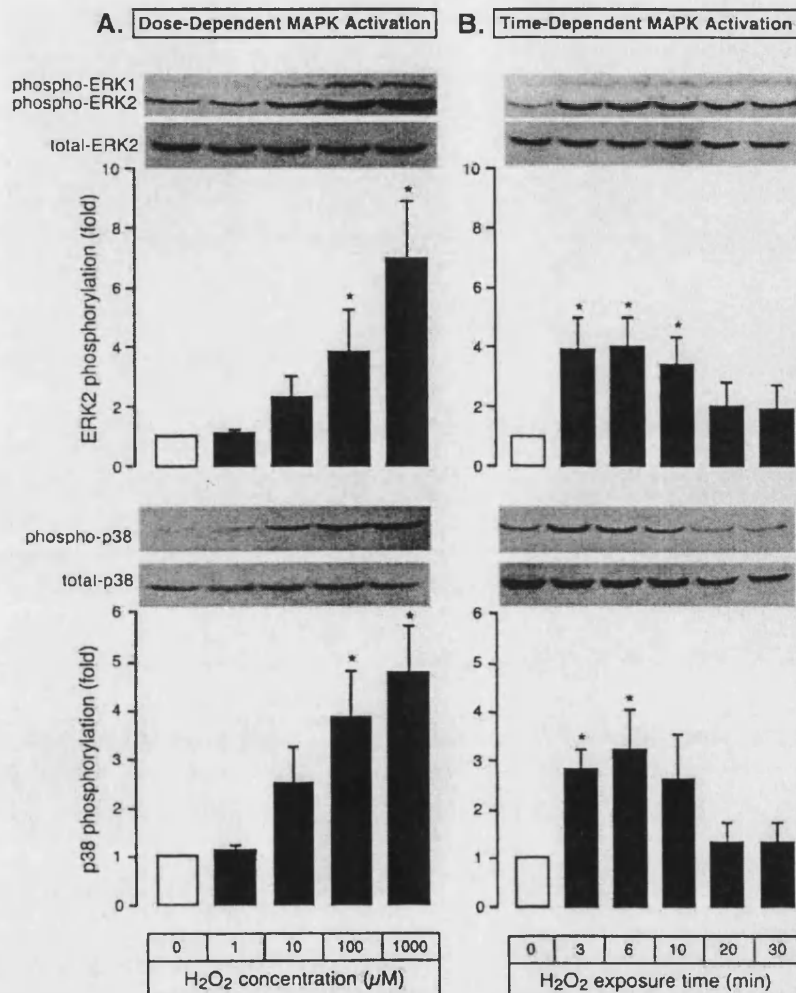 A. Dose-Dependent MAPK Activation
B. Time-Dependent MAPK Activation
phospho-ERK1
phospho-ERK2
total-ERK2
ERK2 phosphorylation (fold)
10
8
6
4
2
0
*
*
10
8
6
4
2
0
*
*
*
phospho-p38
total-p38
p38 phosphorylation (fold)
6
5
4
3
2
1
0
*
*
6
5
4
3
2
1
0
*
*
0 1 10 100 1000
H₂O₂ concentration (µM)
0 3 6 10 20 30
H₂O₂ exposure time (min)